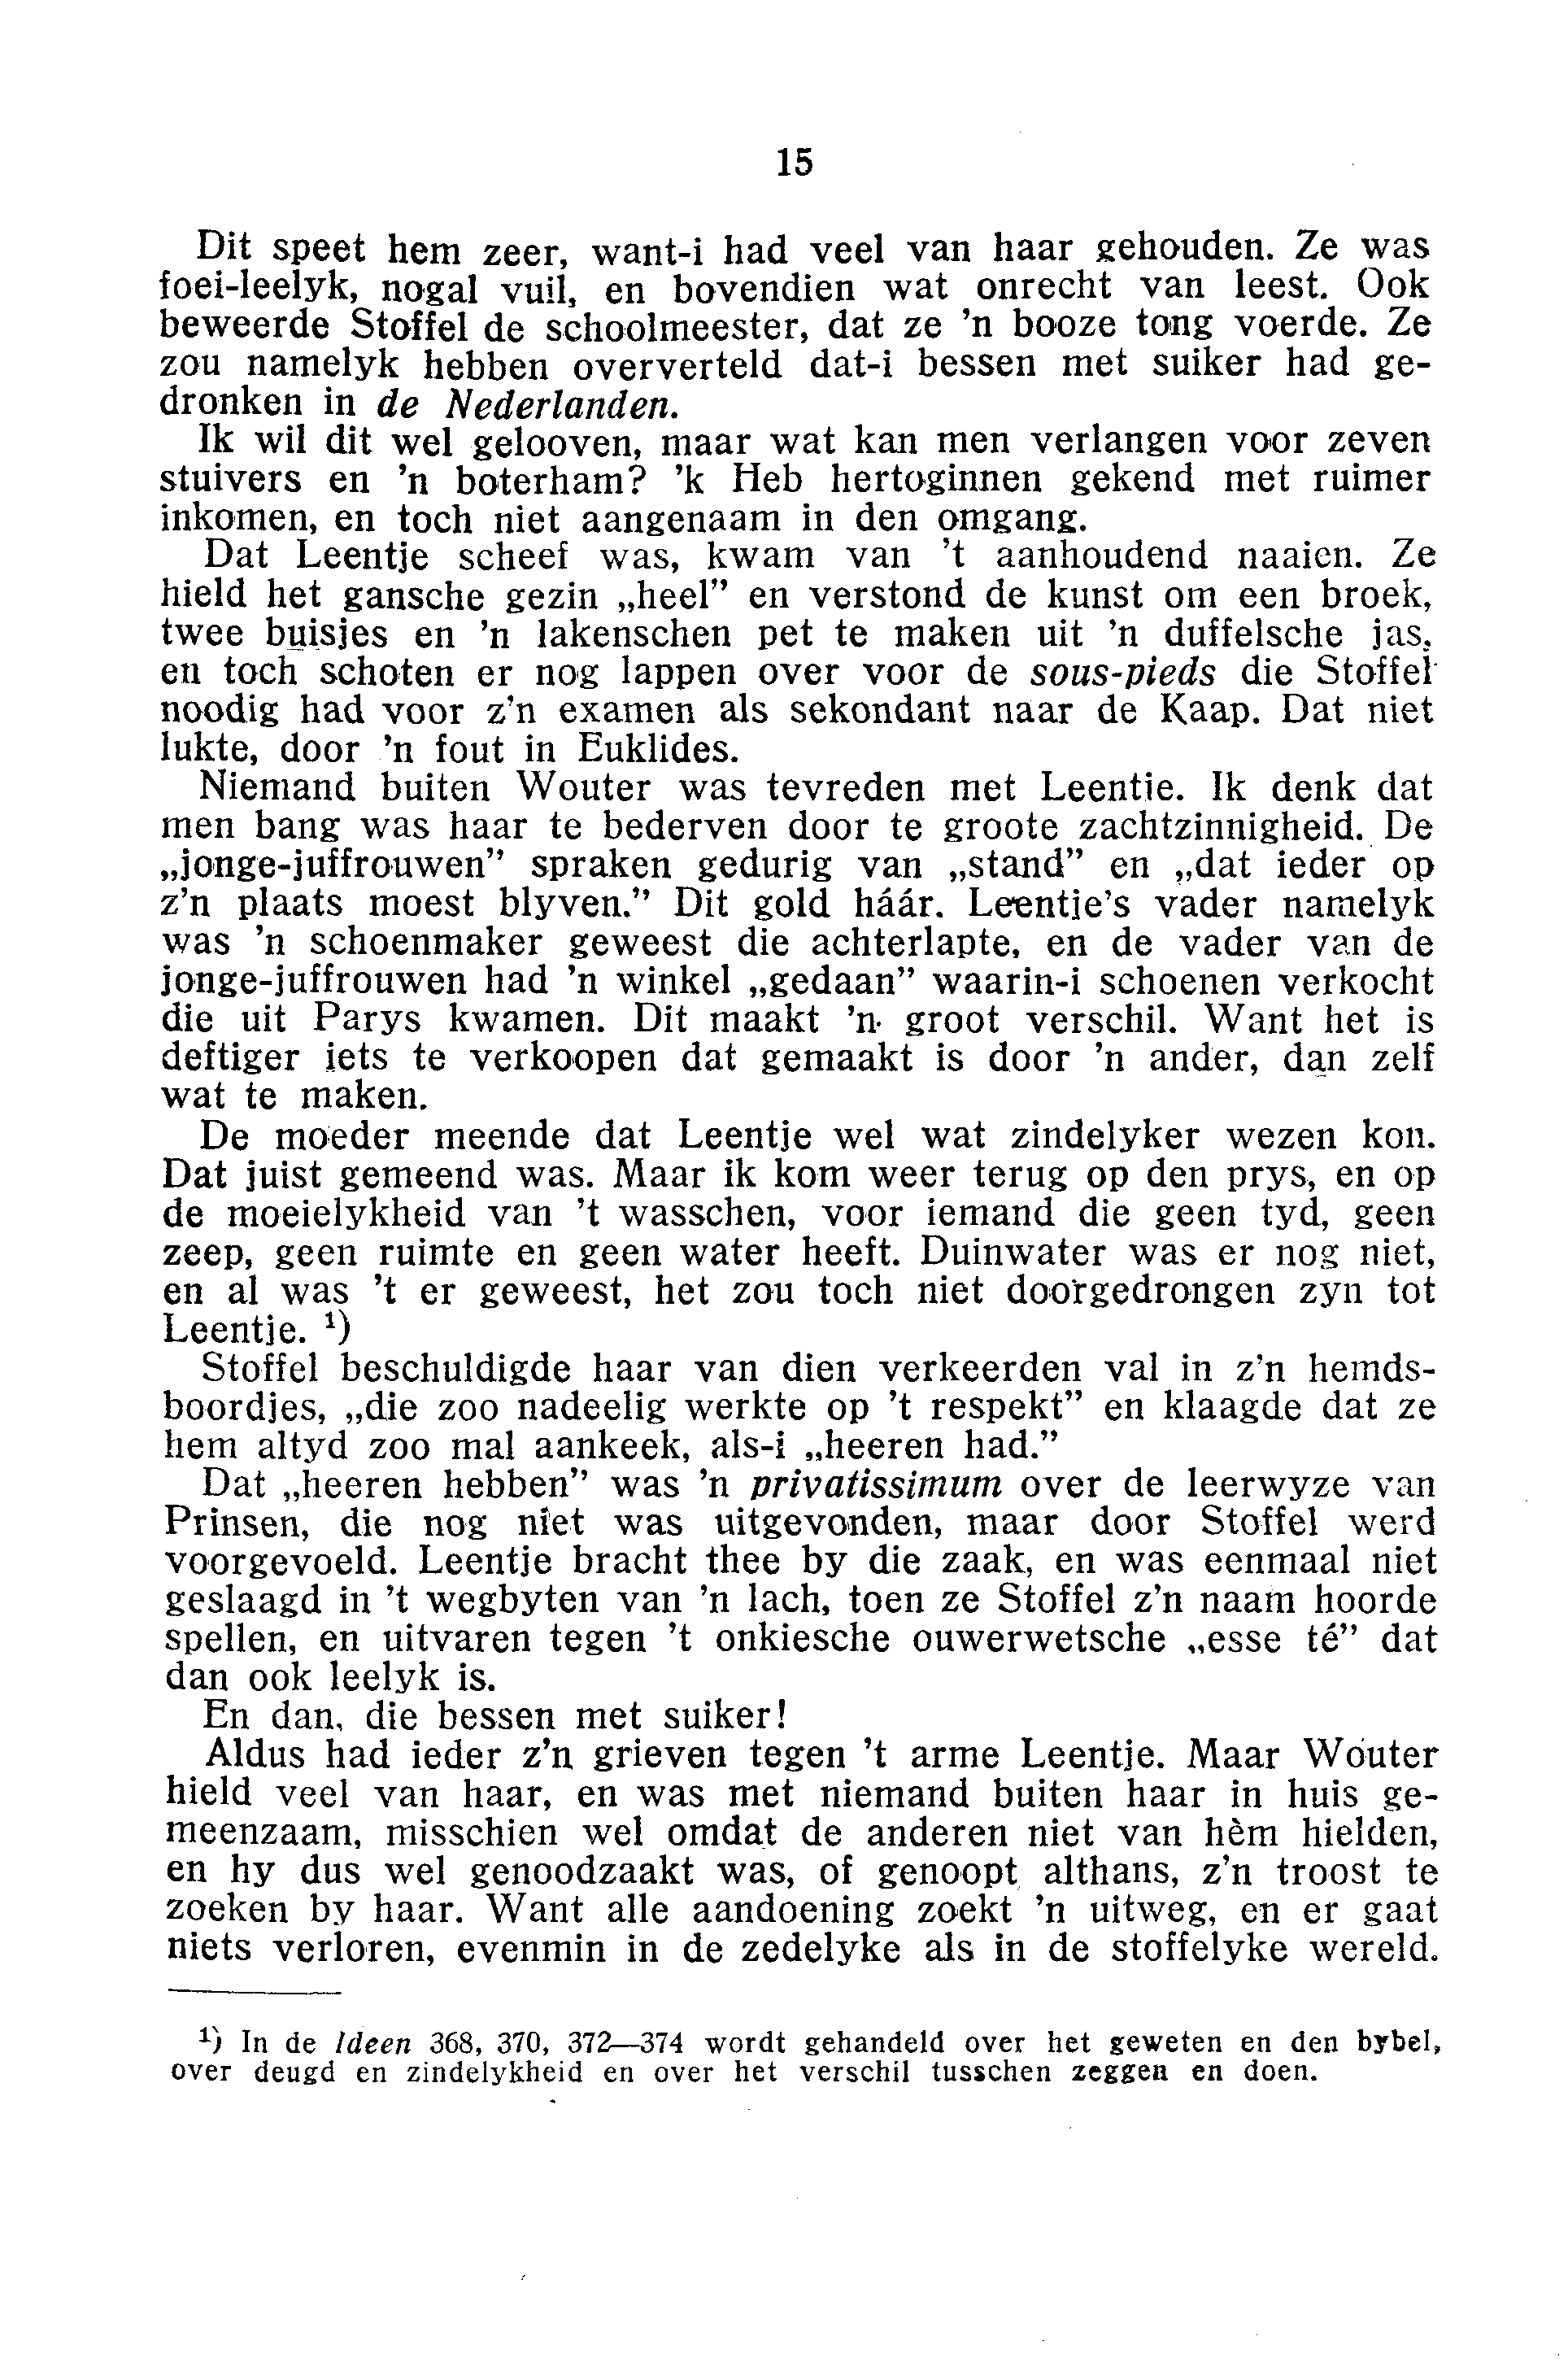 15
Dit speet hem zeer, want-i had veel van haar gehouden. Ze was
foei-leelyk, nogal vuil, en bovendien wat onrecht van leest. Ook
beweerde Stoffel de schoolmeester, dat ze ’n booze tong voerde. Ze
zou namelyk hebben oververteld dat-i bessen met suiker had ge-
dronken in de Nederlanden.
Ik wil dit wel gelooven, maar wat kan men verlangen voor zeven
stuivers en ’n boterham? ’k Heb hertoginnen gekend met ruimer
inkomen, en toch niet aangenaam in den omgang.
Dat Leentje scheef was, kwam van ’t aanhoudend naaien. Ze
hield het gansche gezin „heel” en verstond de kunst om een broek,
twee buisjes en ’n lakenschen pet te maken uit ’n duffelsche jas,
en toch schoten er nog lappen over voor de sous-pieds die Stoffel
noodig had voor z’n examen als sekondant naar de Kaap. Dat niet
lukte, door ’n fout in Euklides.
Niemand buiten Wouter was tevreden met Leentje. Ik denk dat
men bang was haar te bederven door te groote zachtzinnigheid. De
„jonge-juffrouwen” spraken gedurig van „stand” en „dat ieder op
z’n plaats moest blyven.” Dit gold háár. Leentje’s vader namelyk
was ’n schoenmaker geweest die achterlapte, en de vader van de
jonge-juffrouwen had ’n winkel „gedaan” waarin-i schoenen verkocht
die uit Parys kwamen. Dit maakt ’n groot verschil. Want het is
deftiger iets te verkoopen dat gemaakt is door ’n ander, dan zelf
wat te maken.
De moeder meende dat Leentje wel wat zindelyker wezen kon.
Dat juist gemeend was. Maar ik kom weer terug op den prys, en op
de moeielykheid van ’t wasschen, voor iemand die geen tyd, geen
zeep, geen ruimte en geen water heeft. Duinwater was er nog niet,
en al was ’t er geweest, het zou toch niet doorgedrongen zyn tot
Leentje. ¹)
Stoffel beschuldigde haar van dien verkeerden val in z’n hemds-
boordjes, „die zoo nadeelig werkte op ’t respekt” en klaagde dat ze
hem altyd zoo mal aankeek, als-i „heeren had.”
Dat „heeren hebben” was ’n privatissimum over de leerwyze van
Prinsen, die nog niet was uitgevonden, maar door Stoffel werd
voorgevoeld. Leentje bracht thee by die zaak, en was eenmaal niet
geslaagd in ’t wegbyten van ’n lach, toen ze Stoffel z’n naam hoorde
spellen, en uitvaren tegen ’t onkiesche ouwerwetsche „esse té” dat
dan ook leelyk is.
En dan, die bessen met suiker!
Aldus had ieder z’n grieven tegen ’t arme Leentje. Maar Wouter
hield veel van haar, en was met niemand buiten haar in huis ge-
meenzaam, misschien wel omdat de anderen niet van hèm hielden,
en hy dus wel genoodzaakt was, of genoopt althans, z’n troost te
zoeken by haar. Want alle aandoening zoekt ’n uitweg, en er gaat
niets verloren, evenmin in de zedelyke als in de stoffelyke wereld.
¹) In de Ideen 368, 370, 372—374 wordt gehandeld over het geweten en den bybel,
over deugd en zindelykheid en over het verschil tusschen zeggen en doen.